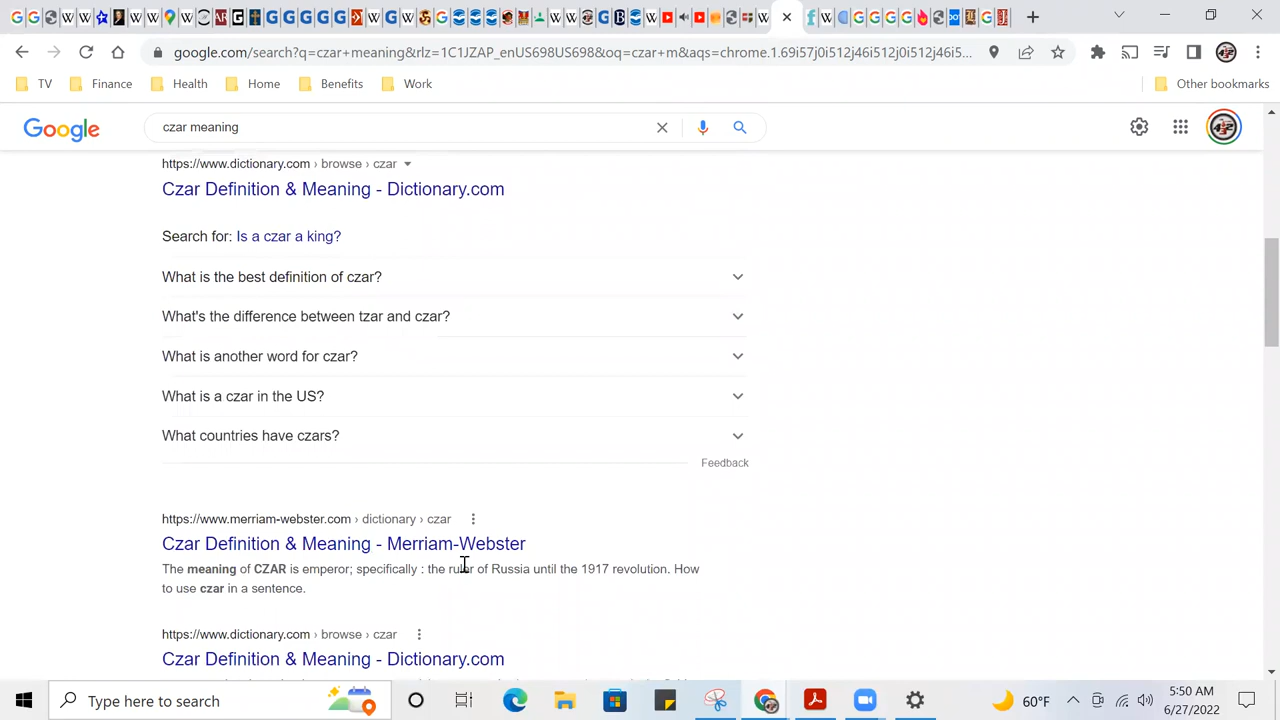 google.com/search?q=czar+meaning&rlz=1C1JZAP_enUS698US698&oq=czar+m&aqs=chrome.1.69i57j0i512j46i512j0i512j46i5...
TV Finance Health Home Benefits Work Other bookmarks
Google czar meaning
https://www.dictionary.com › browse › czar
Czar Definition & Meaning - Dictionary.com
Search for: Is a czar a king?
What is the best definition of czar?
What's the difference between tzar and czar?
What is another word for czar?
What is a czar in the US?
What countries have czars?
Feedback
https://www.merriam-webster.com › dictionary › czar
Czar Definition & Meaning - Merriam-Webster
The meaning of CZAR is emperor; specifically : the ruler of Russia until the 1917 revolution. How
to use czar in a sentence.
https://www.dictionary.com › browse › czar
Czar Definition & Meaning - Dictionary.com
Type here to search
60°F
5:50 AM
6/27/2022